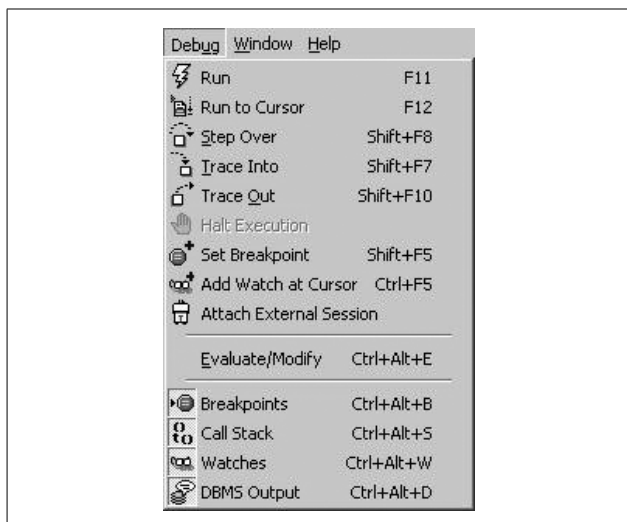 Debug Window Help
Run F11
Run to Cursor F12
Step Over Shift+F8
Trace Into Shift+F7
Trace Out Shift+F10
Halt Execution
Set Breakpoint Shift+F5
Add Watch at Cursor Ctrl+F5
Attach External Session
Evaluate/Modify Ctrl+Alt+E
Breakpoints Ctrl+Alt+B
Call Stack Ctrl+Alt+S
Watches Ctrl+Alt+W
DBMS Output Ctrl+Alt+D